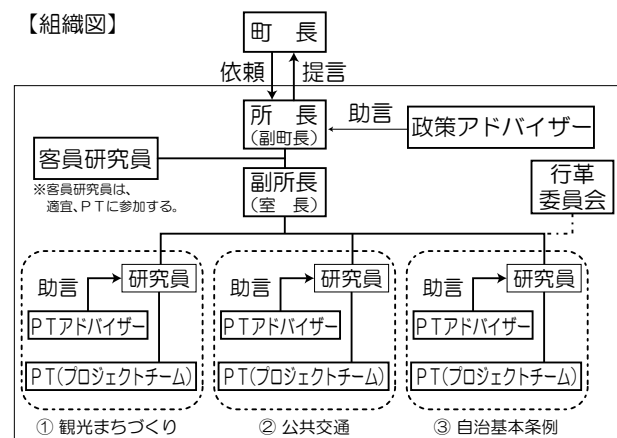 【組織図】
町 長
依頼
提言
所 長
(副町長)
助言
政策アドバイザー
客員研究員
※客員研究員は、
適宜、PTに参加する。
副所長
(室 長)
行革
委員会
助言
研究員
PTアドバイザー
PT(プロジェクトチーム)
① 観光まちづくり
助言
研究員
PTアドバイザー
PT(プロジェクトチーム)
② 公共交通
助言
研究員
PTアドバイザー
PT(プロジェクトチーム)
③ 自治基本条例